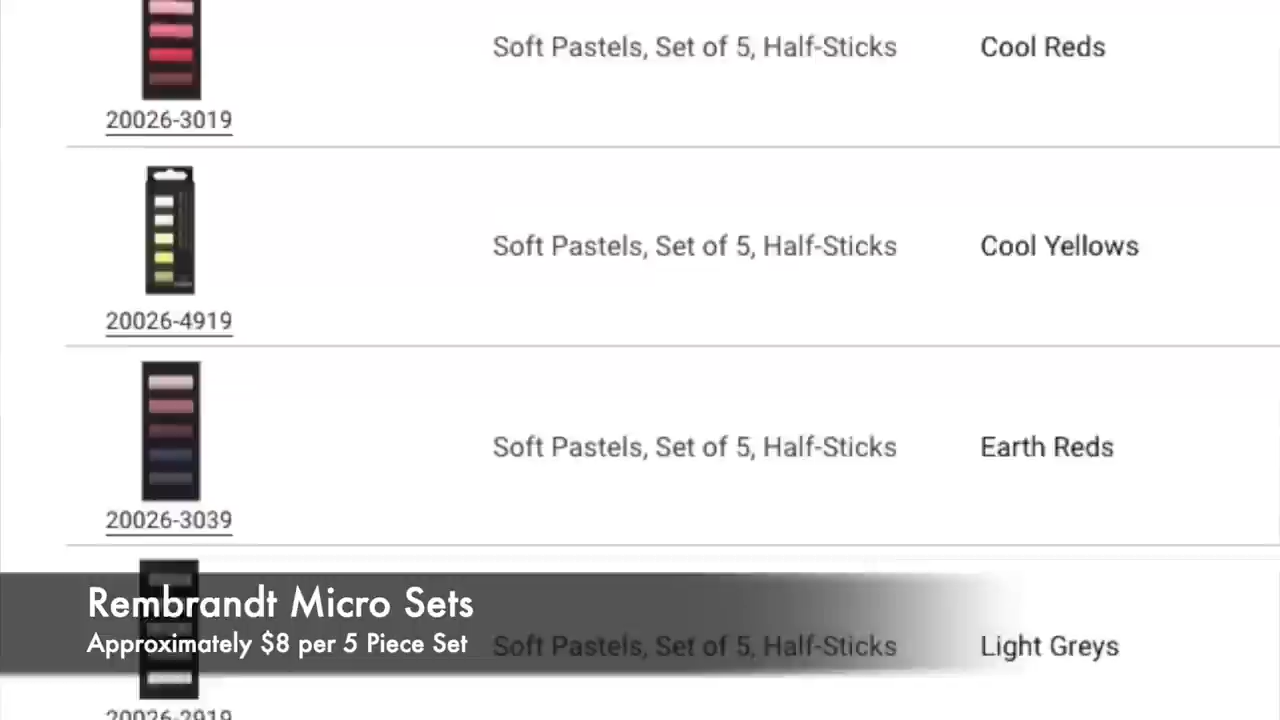 Soft Pastels, Set of 5, Half-Sticks Cool Reds
20026-3019
Soft Pastels, Set of 5, Half-Sticks Cool Yellows
20026-4919
Soft Pastels, Set of 5, Half-Sticks Earth Reds
20026-3039
Rembrandt Micro Sets
Approximately $8 per 5 Piece Set
Soft Pastels, Set of 5, Half-Sticks Light Greys
20026-2919